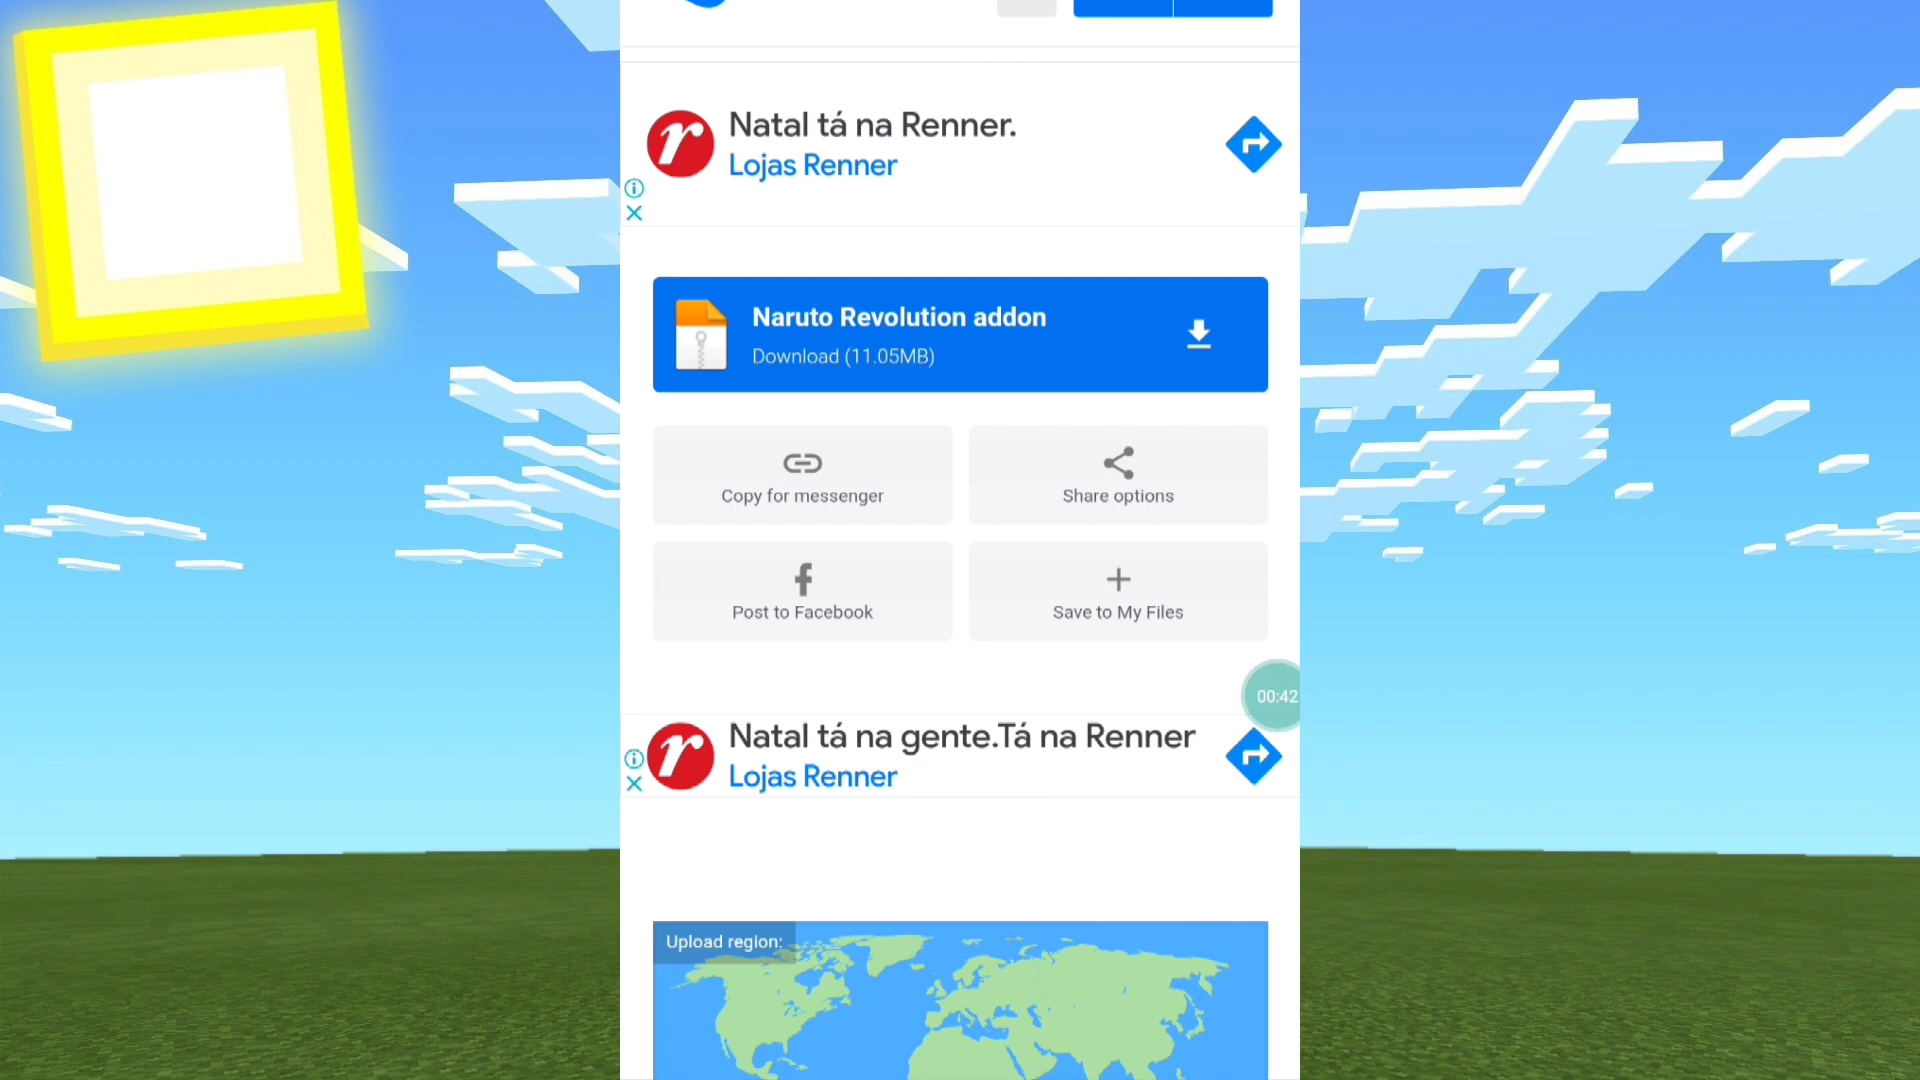 Natal tá na Renner.
Lojas Renner
Naruto Revolution addon
Download (11.05MB)
Copy for messenger
Share options
Post to Facebook
Save to My Files
00:42
Natal tá na gente.Tá na Renner
Lojas Renner
Upload region: